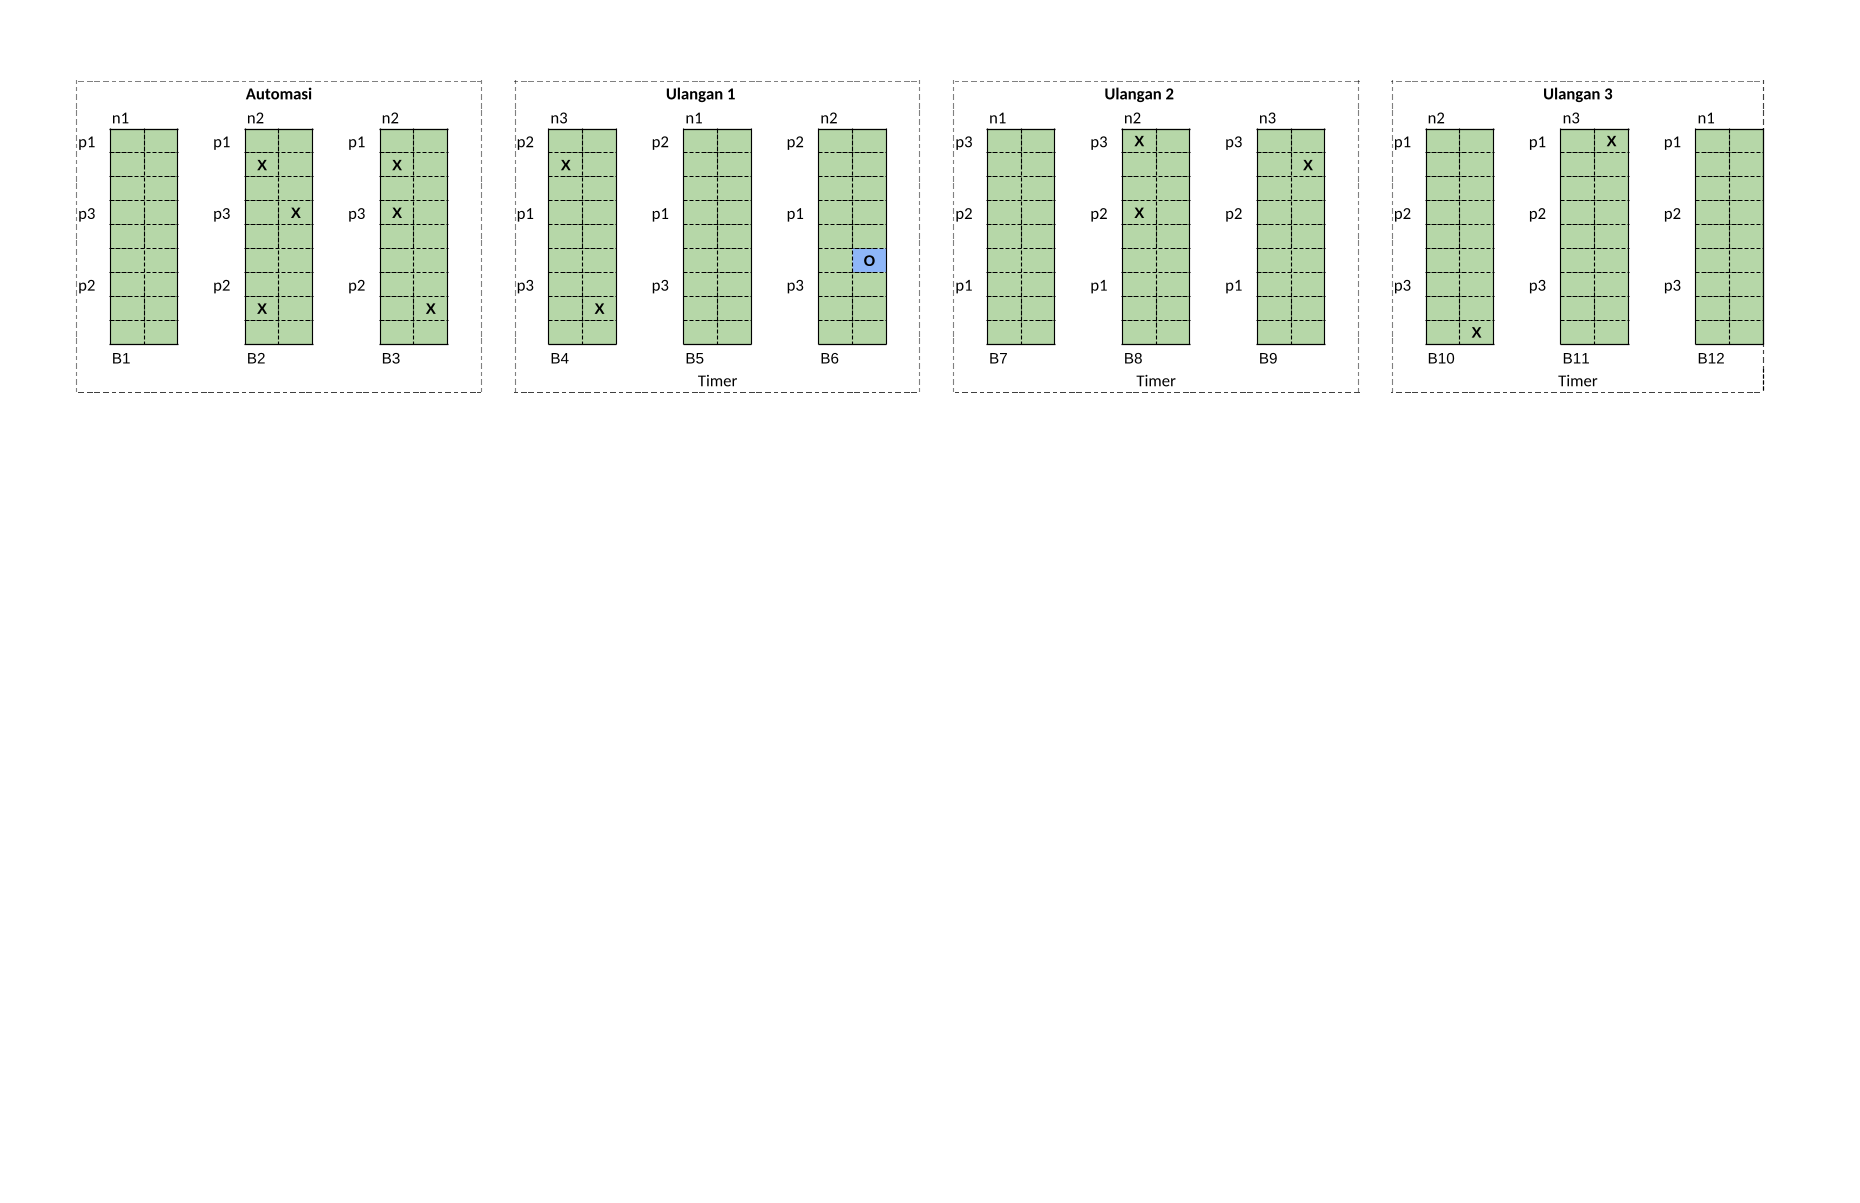 Automasi Ulangan 1 Ulangan 2 Ulangan 3
n1 n2 n2 n3 n1 n2 n1 n2 n3 n2 n3 n1
p1 p1 p1 p2 p2 p2 p3 p3 X p3 p1 p1 X p1
X X X X
p3 p3 X p3 X p1 p1 p1 p2 p2 X p2 p2 p2 p2
O
p2 p2 p2 p3 p3 p3 p1 p1 p1 p3 p3 p3
X X X
X
B1 B2 B3 B4 B5 B6 B7 B8 B9 B10 B11 B12
Timer Timer Timer